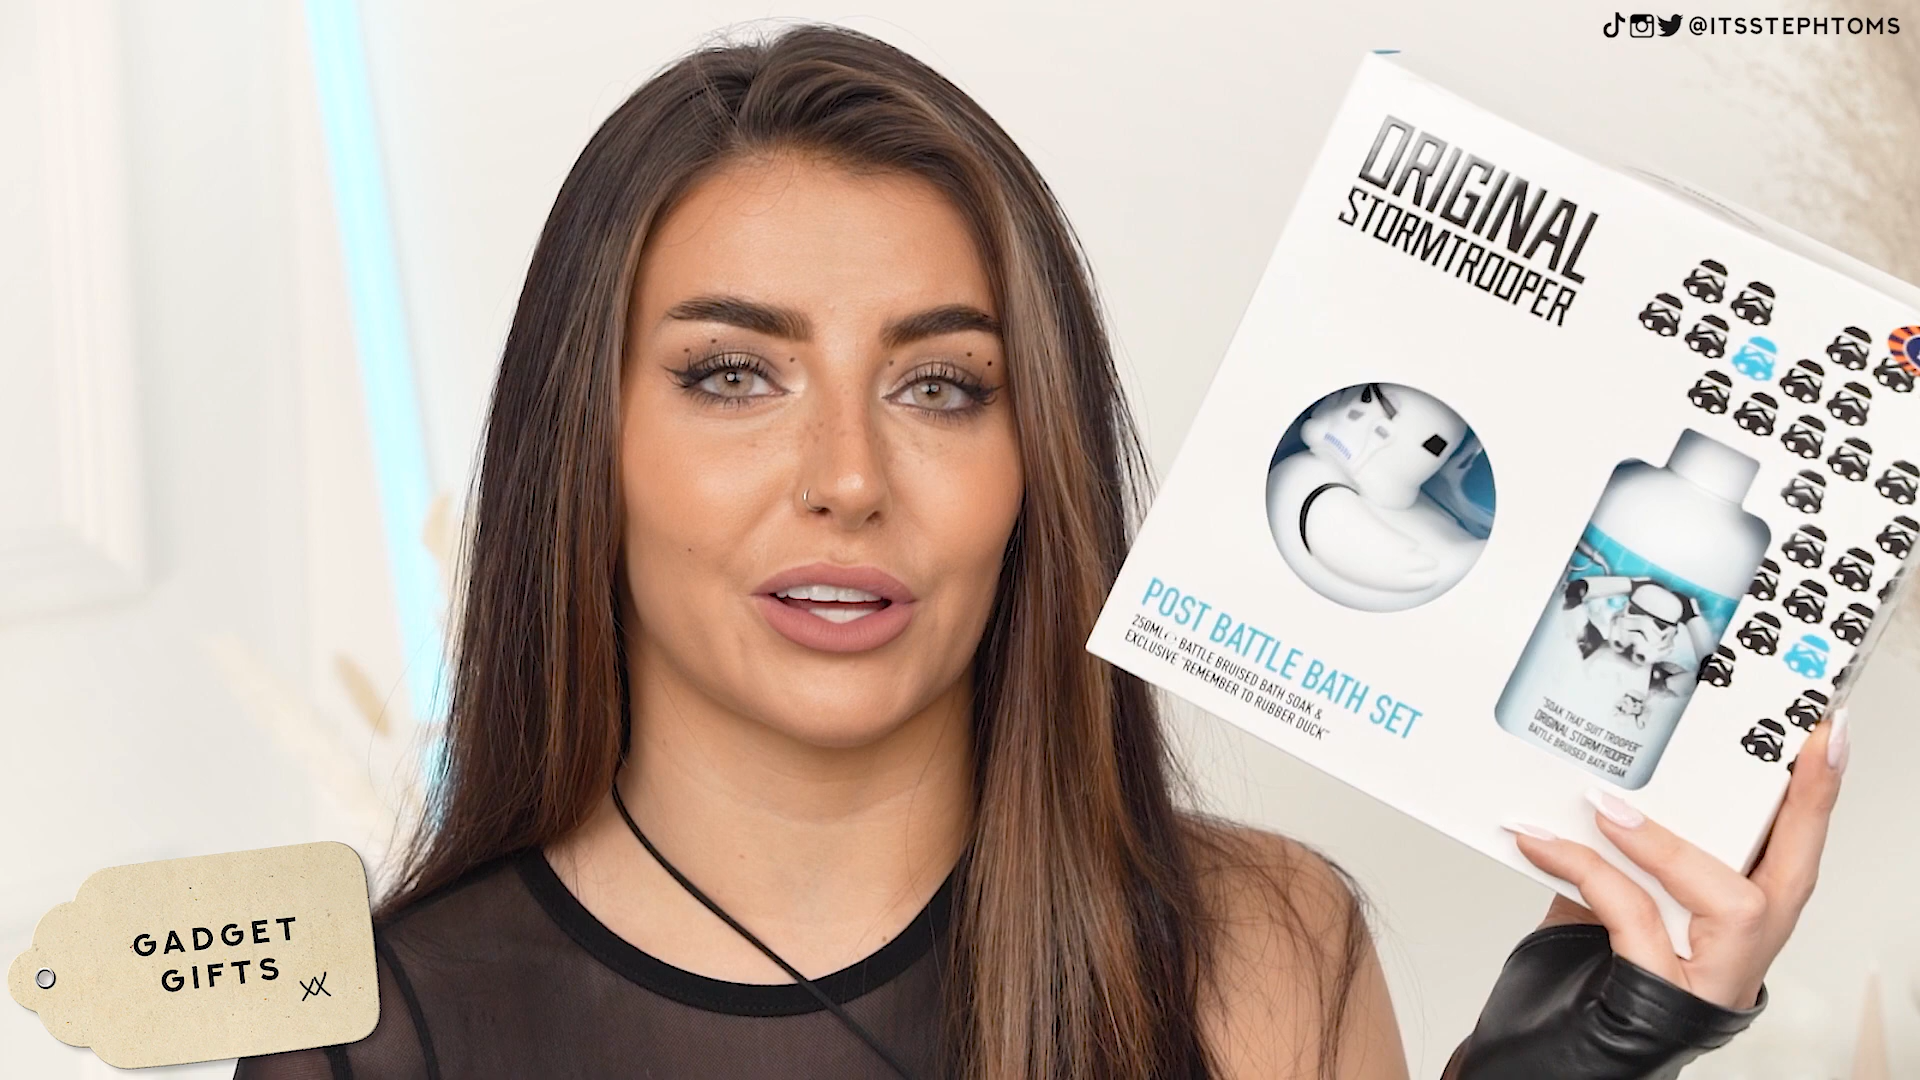 @ITSSTEPHTOMS
ORIGINAL
STORMTROOPER
POST BATTLE BATH SET
250ML℮ BATTLE BRUISED BATH SOAK &
EXCLUSIVE "REMEMBER TO RUBBER DUCK"
"SOAK THAT SUIT TROOPER"
ORIGINAL STORMTROOPER
BATTLE BRUISED BATH SOAK
GADGET
GIFTS
XX